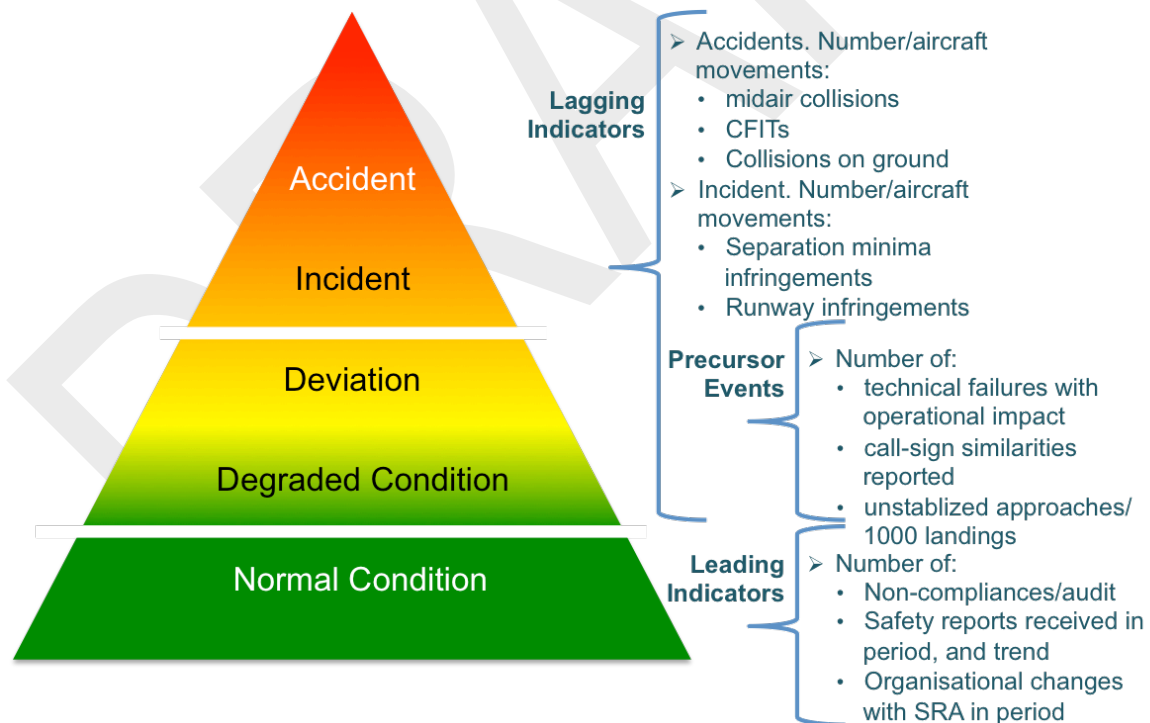 DRAFT
Accident
Incident
Deviation
Degraded Condition
Normal Condition
Lagging
Indicators
➢ Accidents. Number/aircraft
movements:
• midair collisions
• CFITs
• Collisions on ground
➢ Incident. Number/aircraft
movements:
• Separation minima
infringements
• Runway infringements
Precursor
Events
➢ Number of:
• technical failures with
operational impact
• call-sign similarities
reported
• unstablized approaches/
1000 landings
Leading
Indicators
➢ Number of:
• Non-compliances/audit
• Safety reports received in
period, and trend
• Organisational changes
with SRA in period